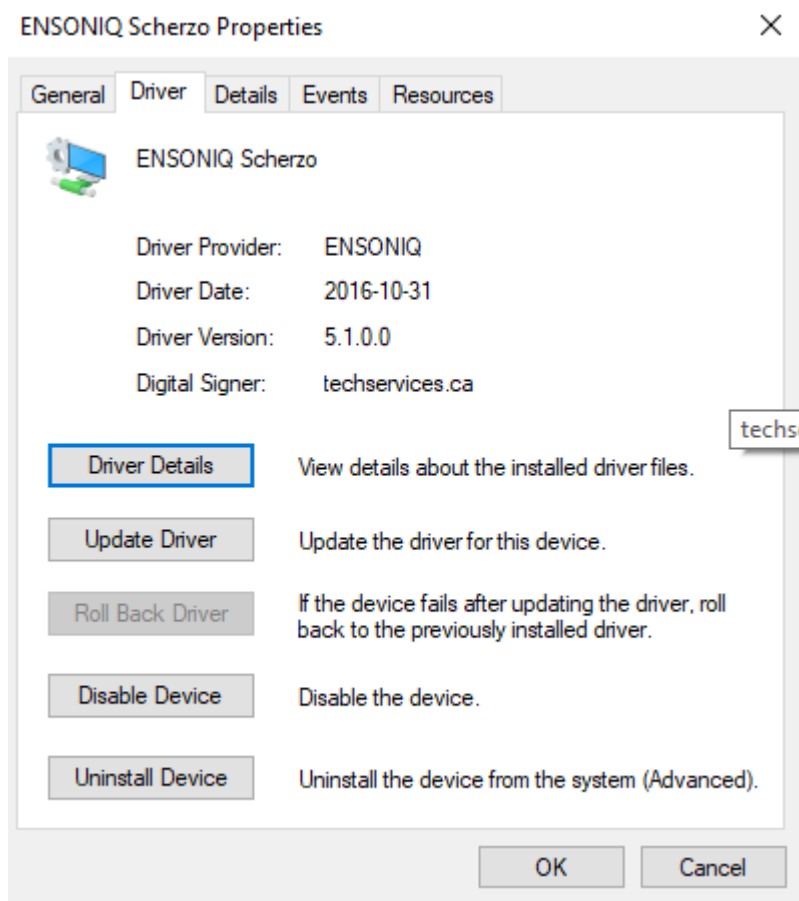 ENSONIQ Scherzo Properties
General Driver Details Events Resources
ENSONIQ Scherzo
Driver Provider: ENSONIQ
Driver Date: 2016-10-31
Driver Version: 5.1.0.0
Digital Signer: techservices.ca
techs
Driver Details View details about the installed driver files.
Update Driver Update the driver for this device.
Roll Back Driver If the device fails after updating the driver, roll
back to the previously installed driver.
Disable Device Disable the device.
Uninstall Device Uninstall the device from the system (Advanced).
OK Cancel